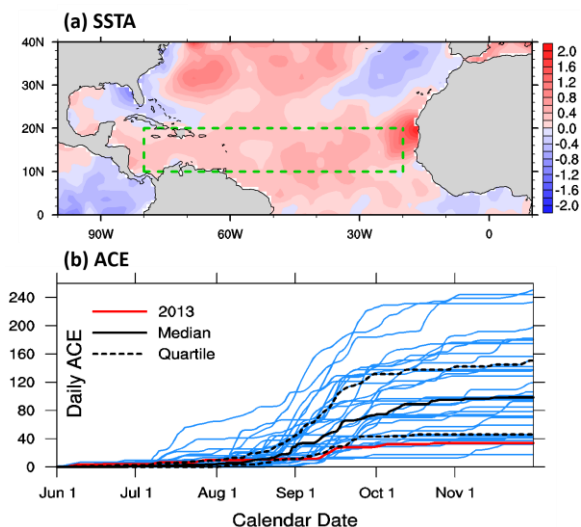 (a) SSTA
40N
30N
20N
10N
0
90W 60W 30W 0
2.0
1.6
1.2
0.8
0.4
0.0
-0.4
-0.8
-1.2
-1.6
-2.0
(b) ACE
Daily ACE
240
200
160
120
80
40
0
2013
Median
Quartile
Jun 1 Jul 1 Aug 1 Sep 1 Oct 1 Nov 1
Calendar Date